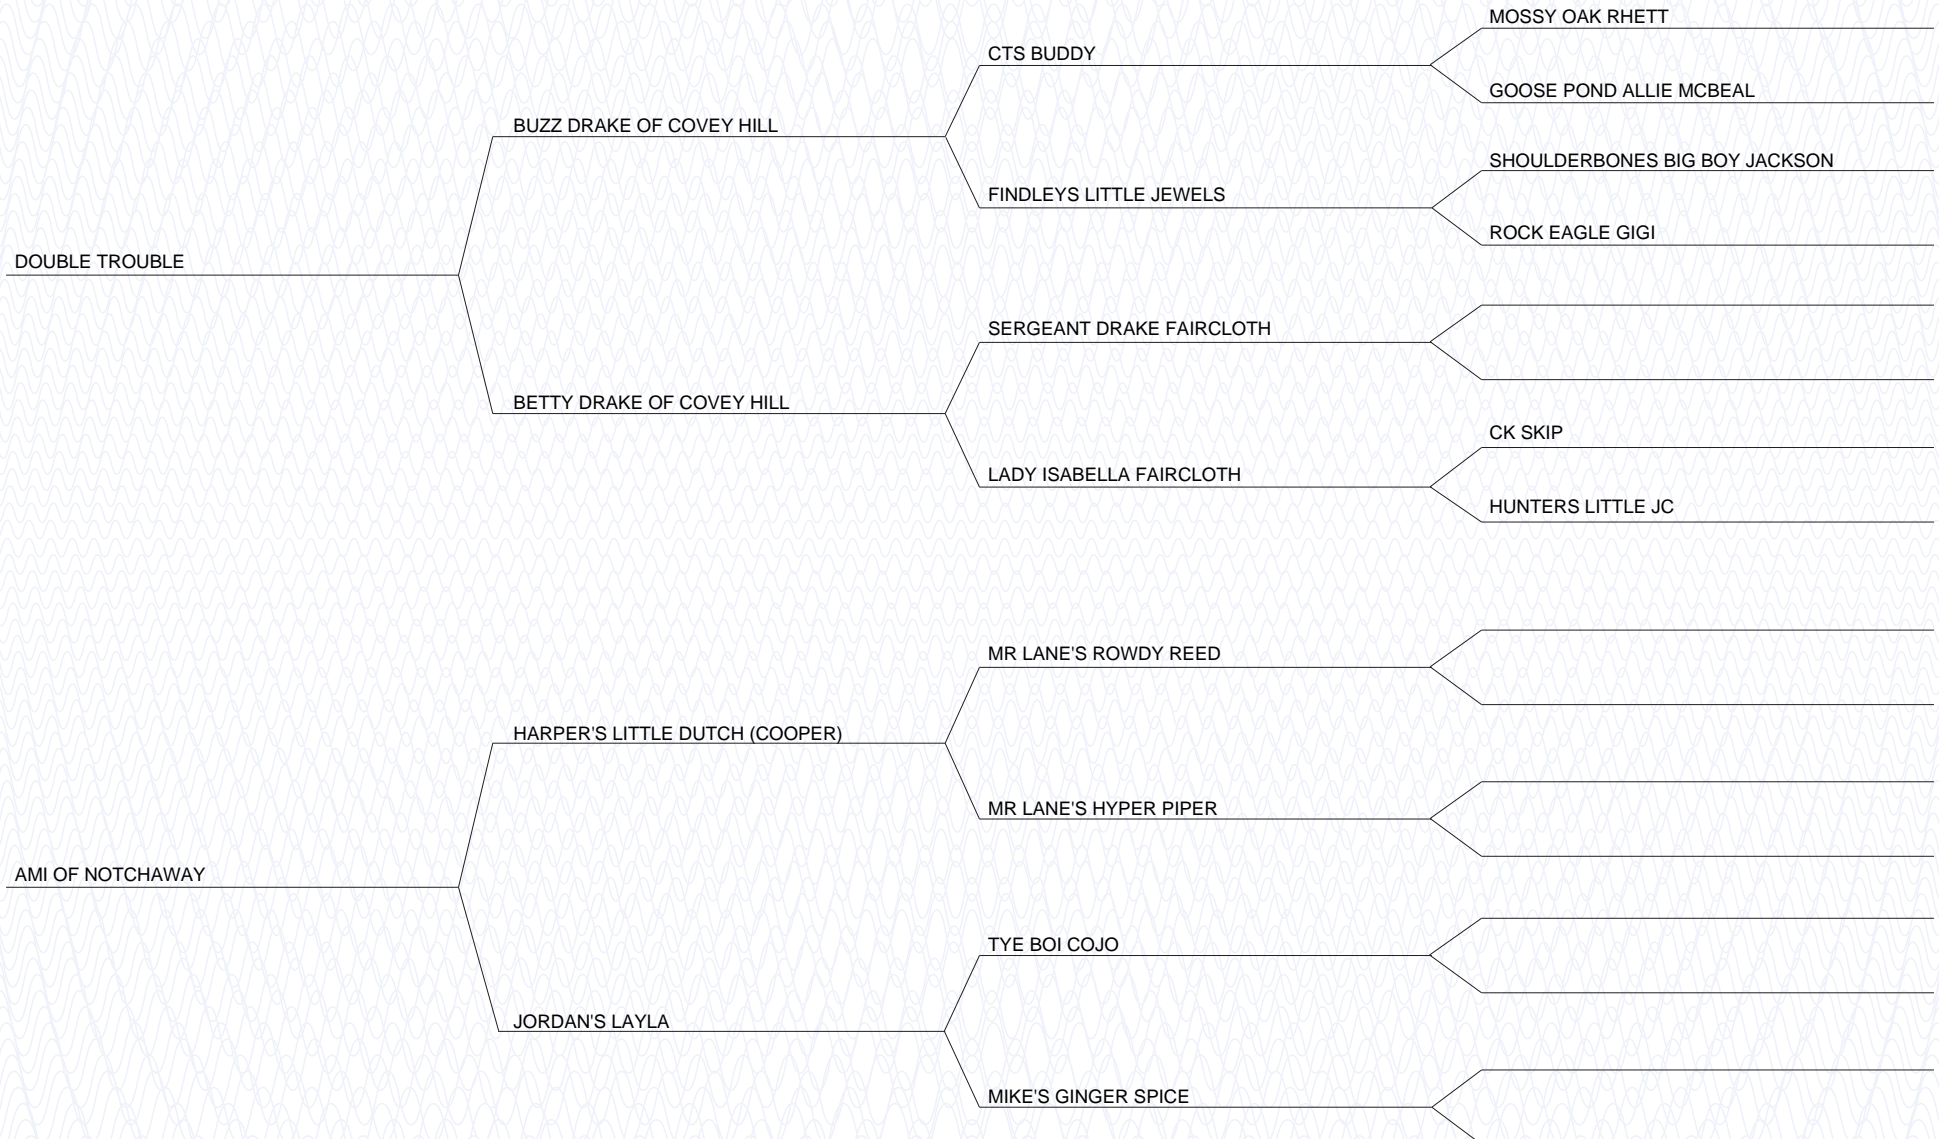 MOSSY OAK RHETT
CTS BUDDY
GOOSE POND ALLIE MCBEAL
BUZZ DRAKE OF COVEY HILL
SHOULDERBONES BIG BOY JACKSON
FINDLEYS LITTLE JEWELS
ROCK EAGLE GIGI
DOUBLE TROUBLE
SERGEANT DRAKE FAIRCLOTH
BETTY DRAKE OF COVEY HILL
CK SKIP
LADY ISABELLA FAIRCLOTH
HUNTERS LITTLE JC
MR LANE'S ROWDY REED
HARPER'S LITTLE DUTCH (COOPER)
MR LANE'S HYPER PIPER
AMI OF NOTCHAWAY
TYE BOI COJO
JORDAN'S LAYLA
MIKE'S GINGER SPICE